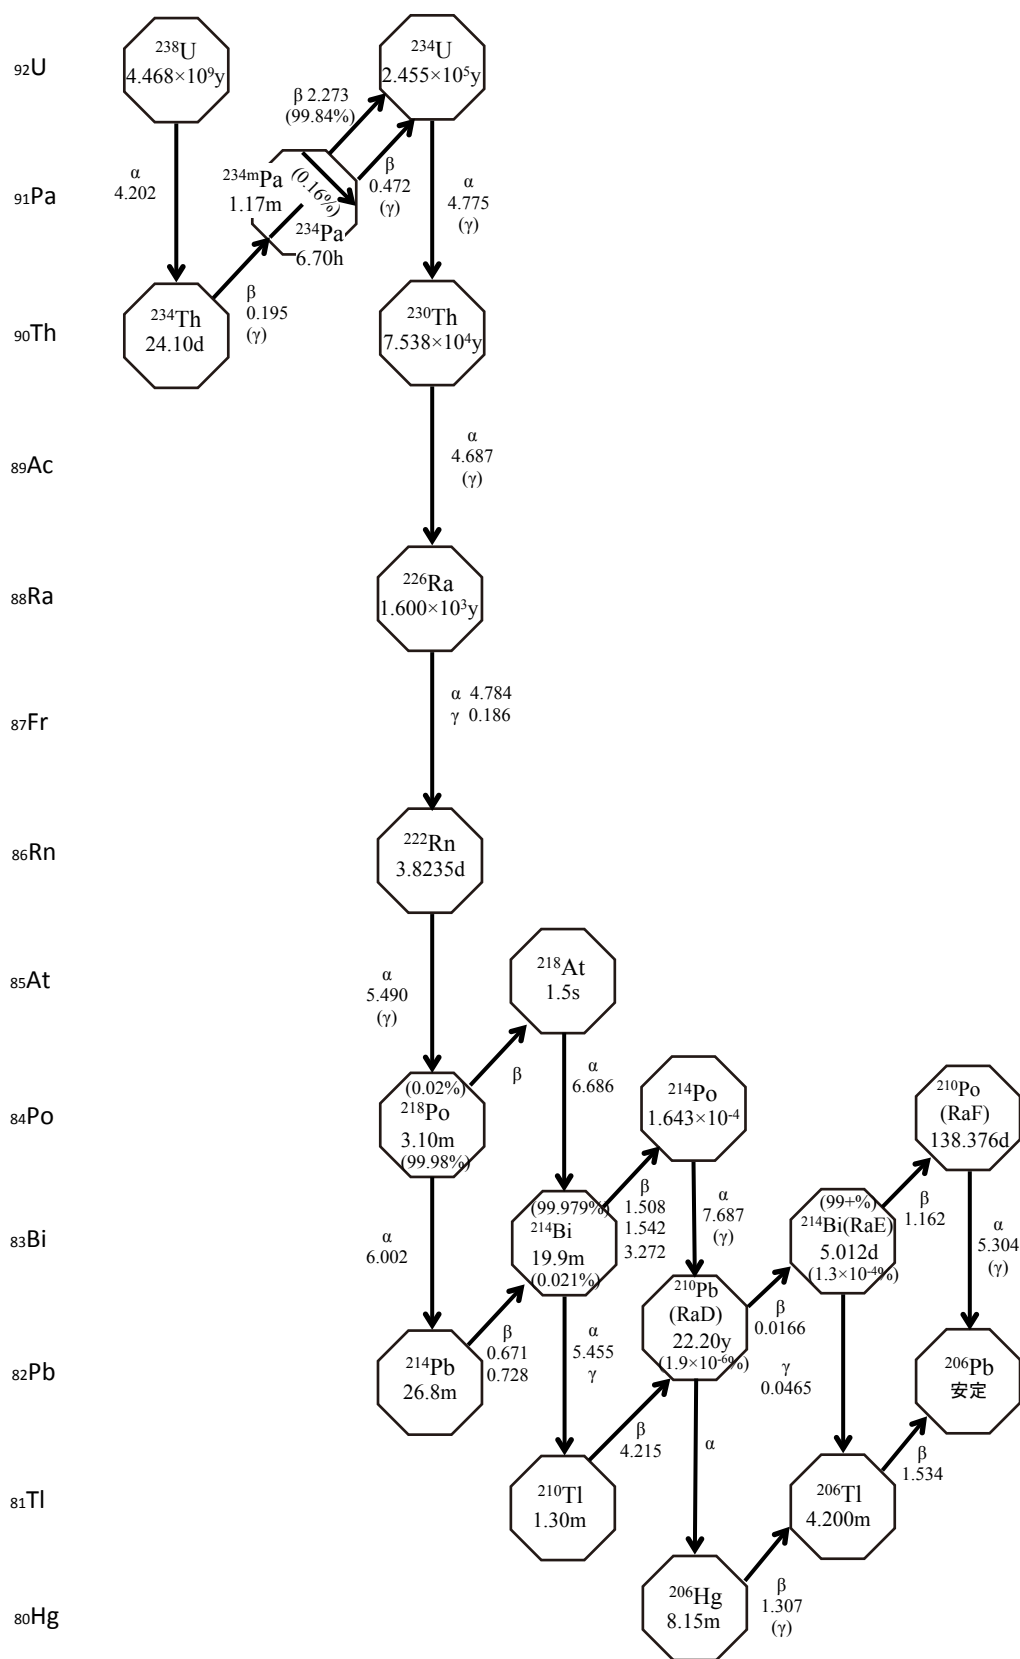 ₉₂U
²³⁸U
4.468×10⁹y
²³⁴U
2.455×10⁵y
β 2.273
(99.84%)
₉₁Pa
α
4.202
²³⁴ᵐPa
1.17m
(0.16%)
²³⁴Pa
6.70h
β
0.472
(γ)
α
4.775
(γ)
₉₀Th
²³⁴Th
24.10d
β
0.195
(γ)
²³⁰Th
7.538×10⁴y
₈₉Ac
α
4.687
(γ)
₈₈Ra
²²⁶Ra
1.600×10³y
₈₇Fr
α 4.784
γ 0.186
₈₆Rn
²²²Rn
3.8235d
₈₅At
α
5.490
(γ)
²¹⁸At
1.5s
₈₄Po
(0.02%)
²¹⁸Po
3.10m
(99.98%)
β
α
6.686
²¹⁴Po
1.643×10⁻⁴
²¹⁰Po
(RaF)
138.376d
₈₃Bi
α
6.002
(99.979%)
²¹⁴Bi
19.9m
(0.021%)
β
1.508
1.542
3.272
α
7.687
(γ)
(99+%)
²¹⁴Bi(RaE)
5.012d
(1.3×10⁻⁴%)
β
1.162
α
5.304
(γ)
₈₂Pb
²¹⁴Pb
26.8m
β
0.671
0.728
α
5.455
γ
²¹⁰Pb
(RaD)
22.20y
(1.9×10⁻⁶%)
β
0.0166
γ
0.0465
²⁰⁶Pb
安定
₈₁Tl
²¹⁰Tl
1.30m
β
4.215
α
²⁰⁶Tl
4.200m
β
1.534
₈₀Hg
²⁰⁶Hg
8.15m
β
1.307
(γ)